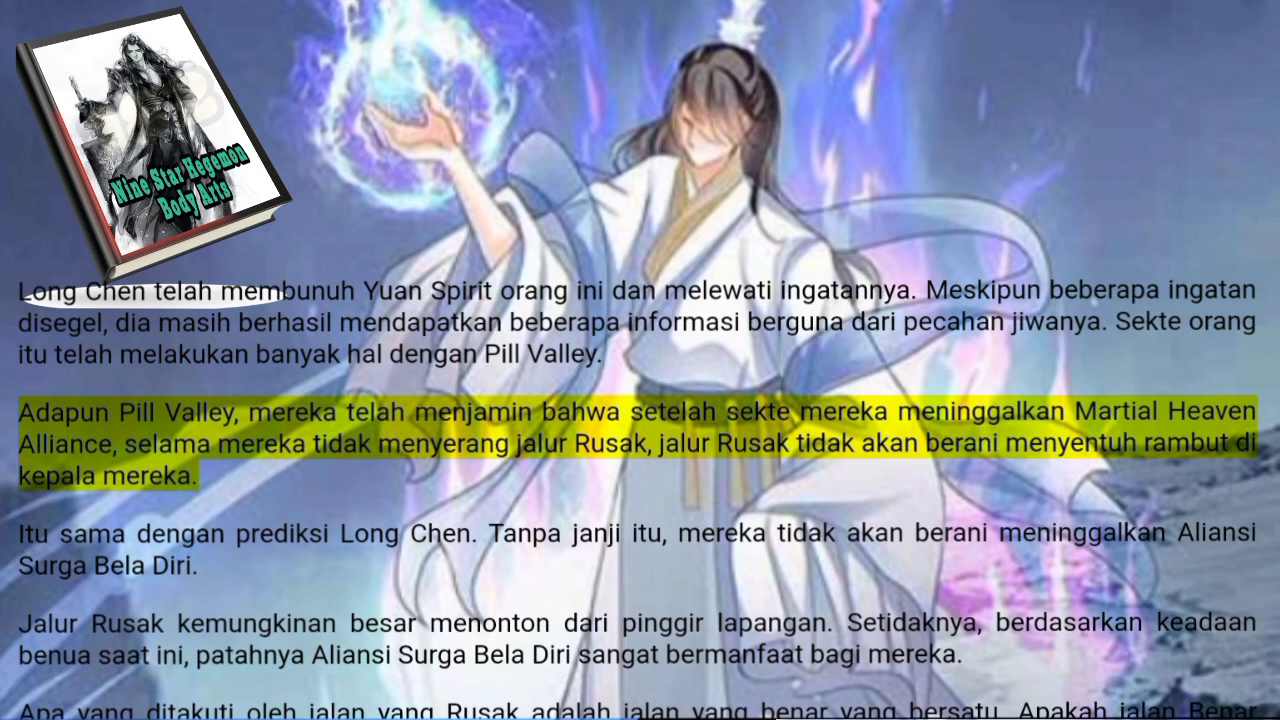 Nine Star Hegemon
Body Arts
Long Chen telah membunuh Yuan Spirit orang ini dan melewati ingatannya. Meskipun beberapa ingatan
disegel, dia masih berhasil mendapatkan beberapa informasi berguna dari pecahan jiwanya. Sekte orang
itu telah melakukan banyak hal dengan Pill Valley.
Adapun Pill Valley, mereka telah menjamin bahwa setelah sekte mereka meninggalkan Martial Heaven
Alliance, selama mereka tidak menyerang jalur Rusak, jalur Rusak tidak akan berani menyentuh rambut di
kepala mereka.
Itu sama dengan prediksi Long Chen. Tanpa janji itu, mereka tidak akan berani meninggalkan Aliansi
Surga Bela Diri.
Jalur Rusak kemungkinan besar menonton dari pinggir lapangan. Setidaknya, berdasarkan keadaan
benua saat ini, patahnya Aliansi Surga Bela Diri sangat bermanfaat bagi mereka.
Apa yang ditakuti oleh jalan yang Rusak adalah jalan yang benar yang bersatu. Apakah jalan Benar